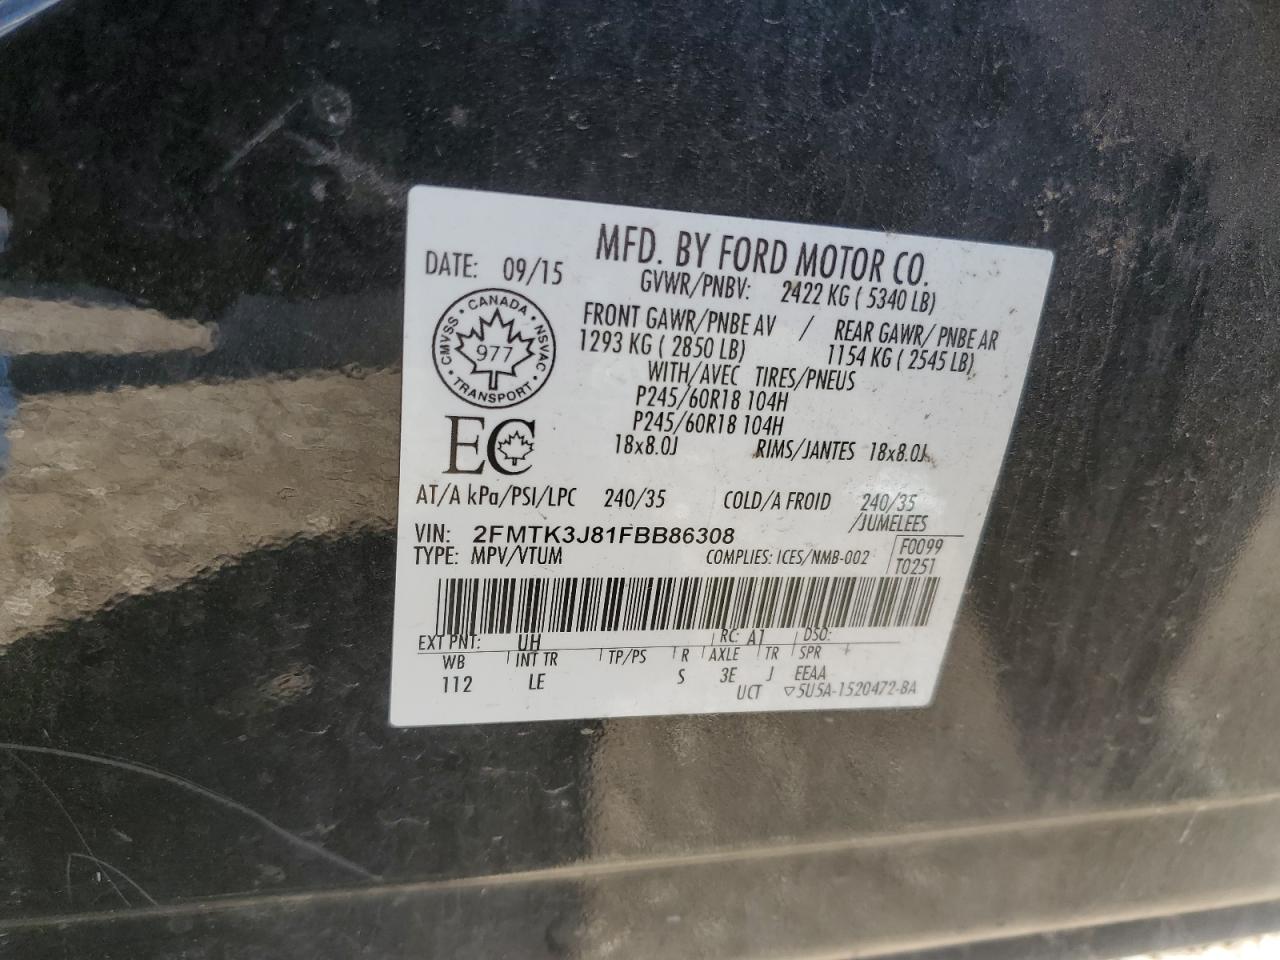 MFD. BY FORD MOTOR CO.
DATE: 09/15
GVWR/PNBV: 2422 KG ( 5340 LB)
CMVSS · CANADA · NSVAC · TRANSPORT ·
977
FRONT GAWR/PNBE AV / REAR GAWR/ PNBE AR
1293 KG ( 2850 LB) 1154 KG ( 2545 LB)
WITH/AVEC TIRES/PNEUS
P245/60R18 104H
P245/60R18 104H
EC
18x8.0J RIMS/JANTES 18x8.0J
AT/A kPa/PSI/LPC 240/35 COLD/A FROID 240/35
/JUMELEES
VIN: 2FMTK3J81FBB86308
TYPE: MPV/VTUM COMPLIES: ICES/NMB-002 F0099
T0251
EXT PNT: UH RC: A1 DSO:
WB INT TR TP/PS R AXLE TR SPR
112 LE S 3E J EEAA
UCT ▽5U5A-1520472-BA